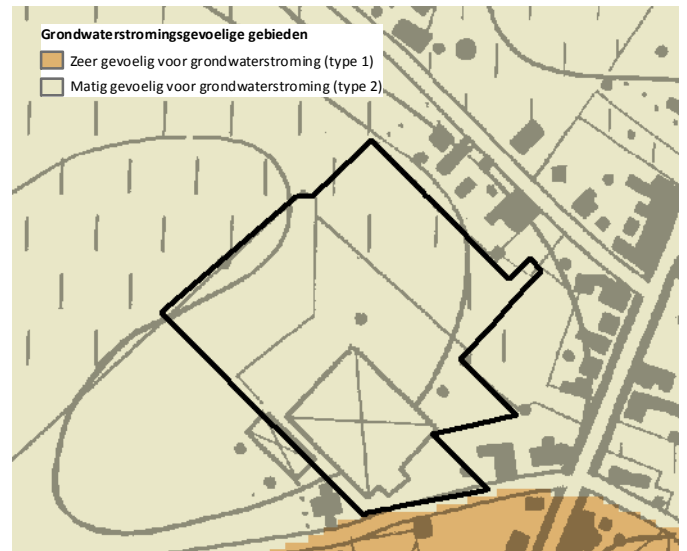 Grondwaterstromingsgevoelige gebieden
Zeer gevoelig voor grondwaterstroming (type 1)
Matig gevoelig voor grondwaterstroming (type 2)